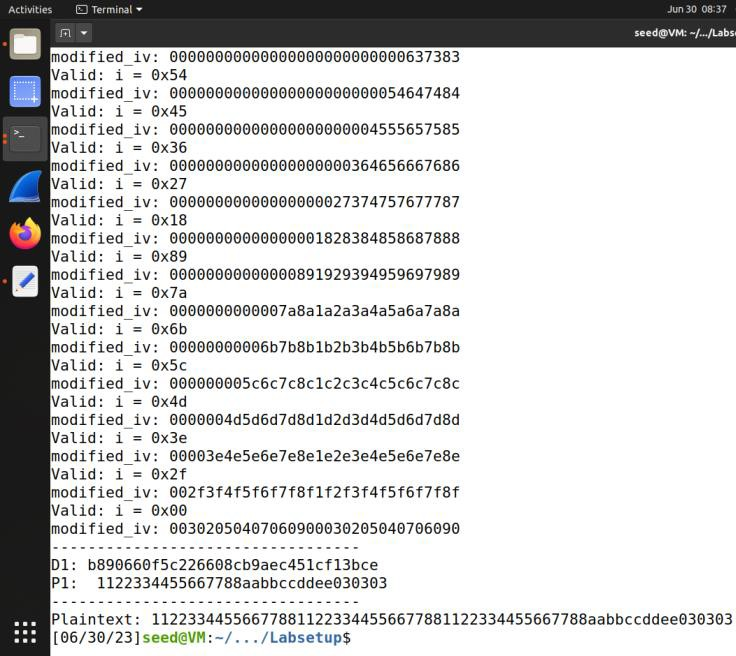 Activities
Terminal
Jun 30 08:37
seed@VM: ~/.../Labse
modified_iv: 00000000000000000000000000637383
Valid: i = 0x54
modified_iv: 00000000000000000000000054647484
Valid: i = 0x45
modified_iv: 00000000000000000000004555657585
Valid: i = 0x36
modified_iv: 00000000000000000000364656667686
Valid: i = 0x27
modified_iv: 00000000000000000027374757677787
Valid: i = 0x18
modified_iv: 00000000000000001828384858687888
Valid: i = 0x89
modified_iv: 00000000000000891929394959697989
Valid: i = 0x7a
modified_iv: 0000000000007a8a1a2a3a4a5a6a7a8a
Valid: i = 0x6b
modified_iv: 00000000006b7b8b1b2b3b4b5b6b7b8b
Valid: i = 0x5c
modified_iv: 000000005c6c7c8c1c2c3c4c5c6c7c8c
Valid: i = 0x4d
modified_iv: 0000004d5d6d7d8d1d2d3d4d5d6d7d8d
Valid: i = 0x3e
modified_iv: 00003e4e5e6e7e8e1e2e3e4e5e6e7e8e
Valid: i = 0x2f
modified_iv: 002f3f4f5f6f7f8f1f2f3f4f5f6f7f8f
Valid: i = 0x00
modified_iv: 00302050407060900030205040706090
----------------------------------
D1: b890660f5c226608cb9aec451cf13bce
P1:  1122334455667788aabbccddee030303
----------------------------------
Plaintext: 112233445566778811223344556677881122334455667788aabbccddee030303
[06/30/23]seed@VM:~/.../Labsetup$